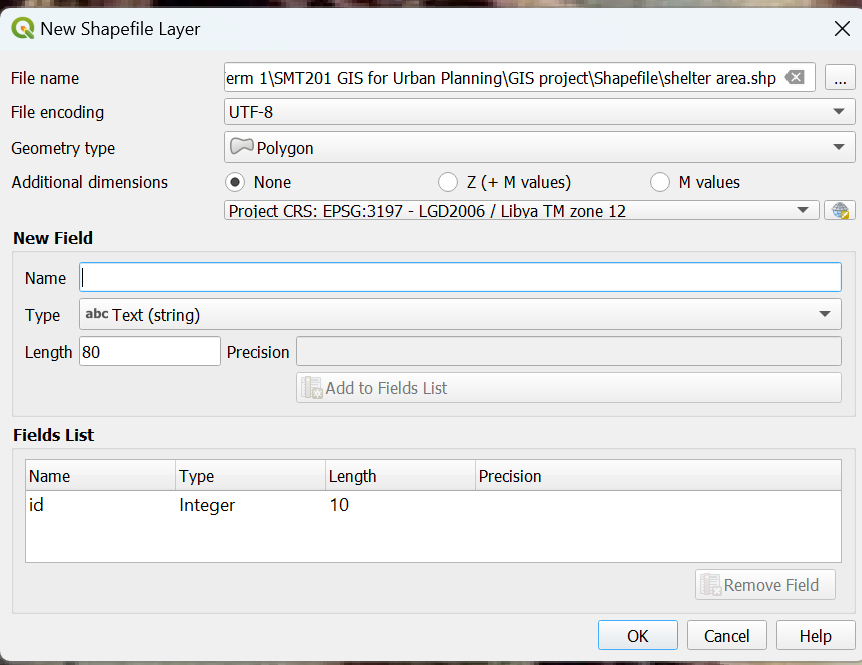 New Shapefile Layer
File name erm 1\SMT201 GIS for Urban Planning\GIS project\Shapefile\shelter area.shp ...
File encoding UTF-8
Geometry type Polygon
Additional dimensions None Z (+ M values) M values
Project CRS: EPSG:3197 - LGD2006 / Libya TM zone 12
New Field
Name
Type abc Text (string)
Length 80 Precision
Add to Fields List
Fields List
Name Type Length Precision
id Integer 10
Remove Field
OK Cancel Help